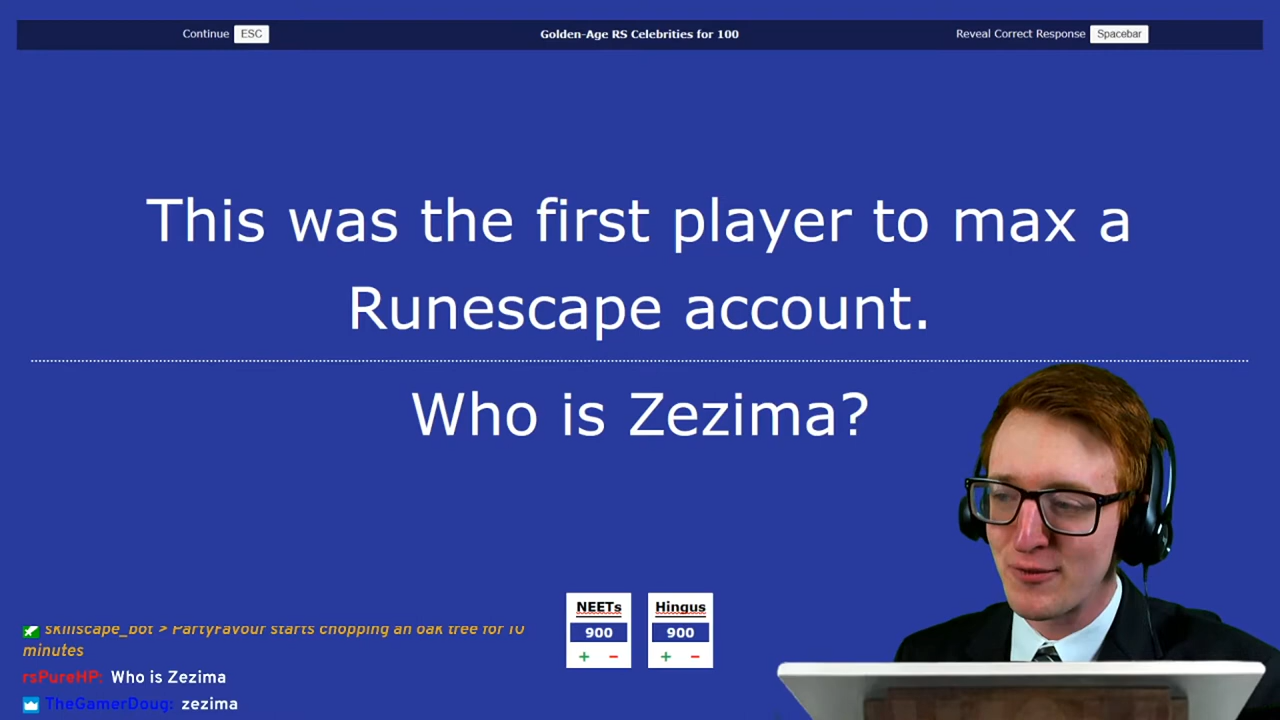 Continue ESC
Golden-Age RS Celebrities for 100
Reveal Correct Response Spacebar
This was the first player to max a
Runescape account.
Who is Zezima?
NEETs
900
+ −
Hingus
900
+ −
skillscape_bot > PartyFavour starts chopping an oak tree for 10
minutes
rsPureHP: Who is Zezima
TheGamerDoug: zezima